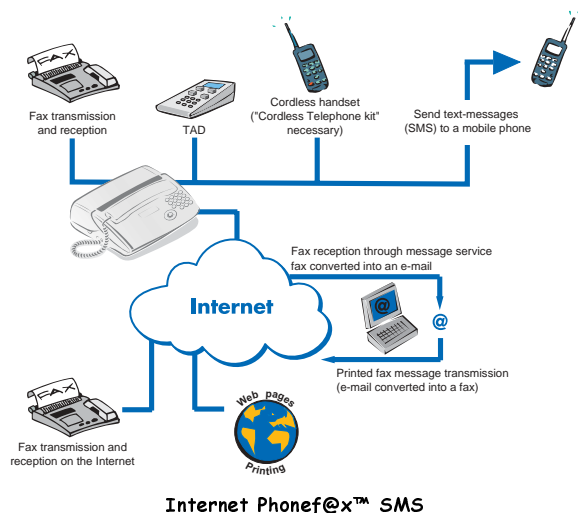 FAX
Fax transmission
and reception
TAD
Cordless handset
("Cordless Telephone kit"
necessary)
Send text-messages
(SMS) to a mobile phone
Fax reception through message service
fax converted into an e-mail
Internet
@
@
Printed fax message transmission
(e-mail converted into a fax)
FAX
Fax transmission and
reception on the Internet
Web pages
Printing
Internet Phonef@x™ SMS